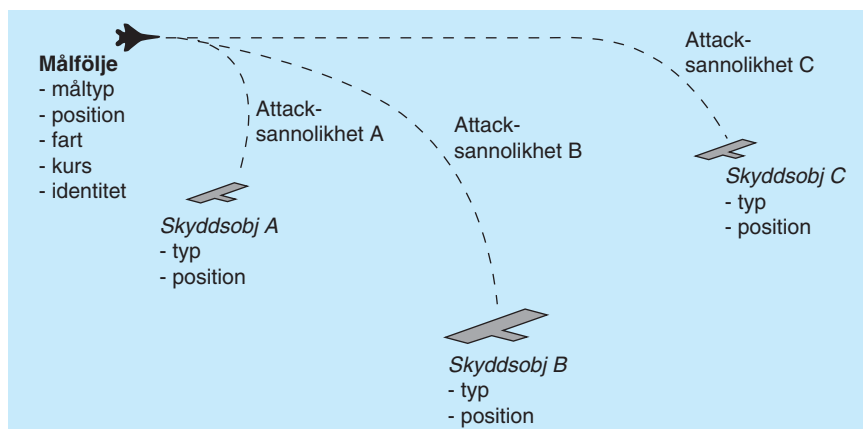 Målfölje
- måltyp
- position
- fart
- kurs
- identitet
Attack-
sannolikhet A
Skyddsobj A
- typ
- position
Attack-
sannolikhet B
Skyddsobj B
- typ
- position
Attack-
sannolikhet C
Skyddsobj C
- typ
- position